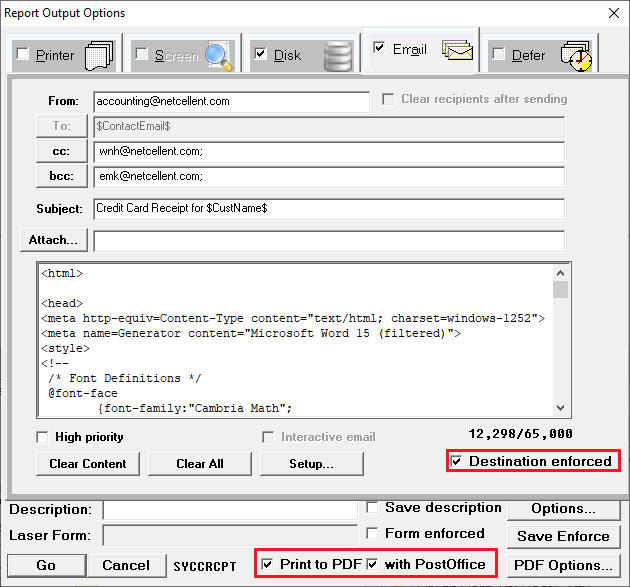 Report Output Options
Printer Screen Disk Email Defer
From: accounting@netcellent.com Clear recipients after sending
To: $ContactEmail$
cc: wnh@netcellent.com;
bcc: emk@netcellent.com;
Subject: Credit Card Receipt for $CustName$
Attach...
<html>
<head>
<meta http-equiv=Content-Type content="text/html; charset=windows-1252">
<meta name=Generator content="Microsoft Word 15 (filtered)">
<style>
<!--
/* Font Definitions */
@font-face
{font-family:"Cambria Math";
High priority Interactive email 12,298/65,000
Clear Content Clear All Setup... Destination enforced
Description: Save description Options...
Laser Form: Form enforced Save Enforce
Go Cancel SYCCRCPT Print to PDF with PostOffice PDF Options...